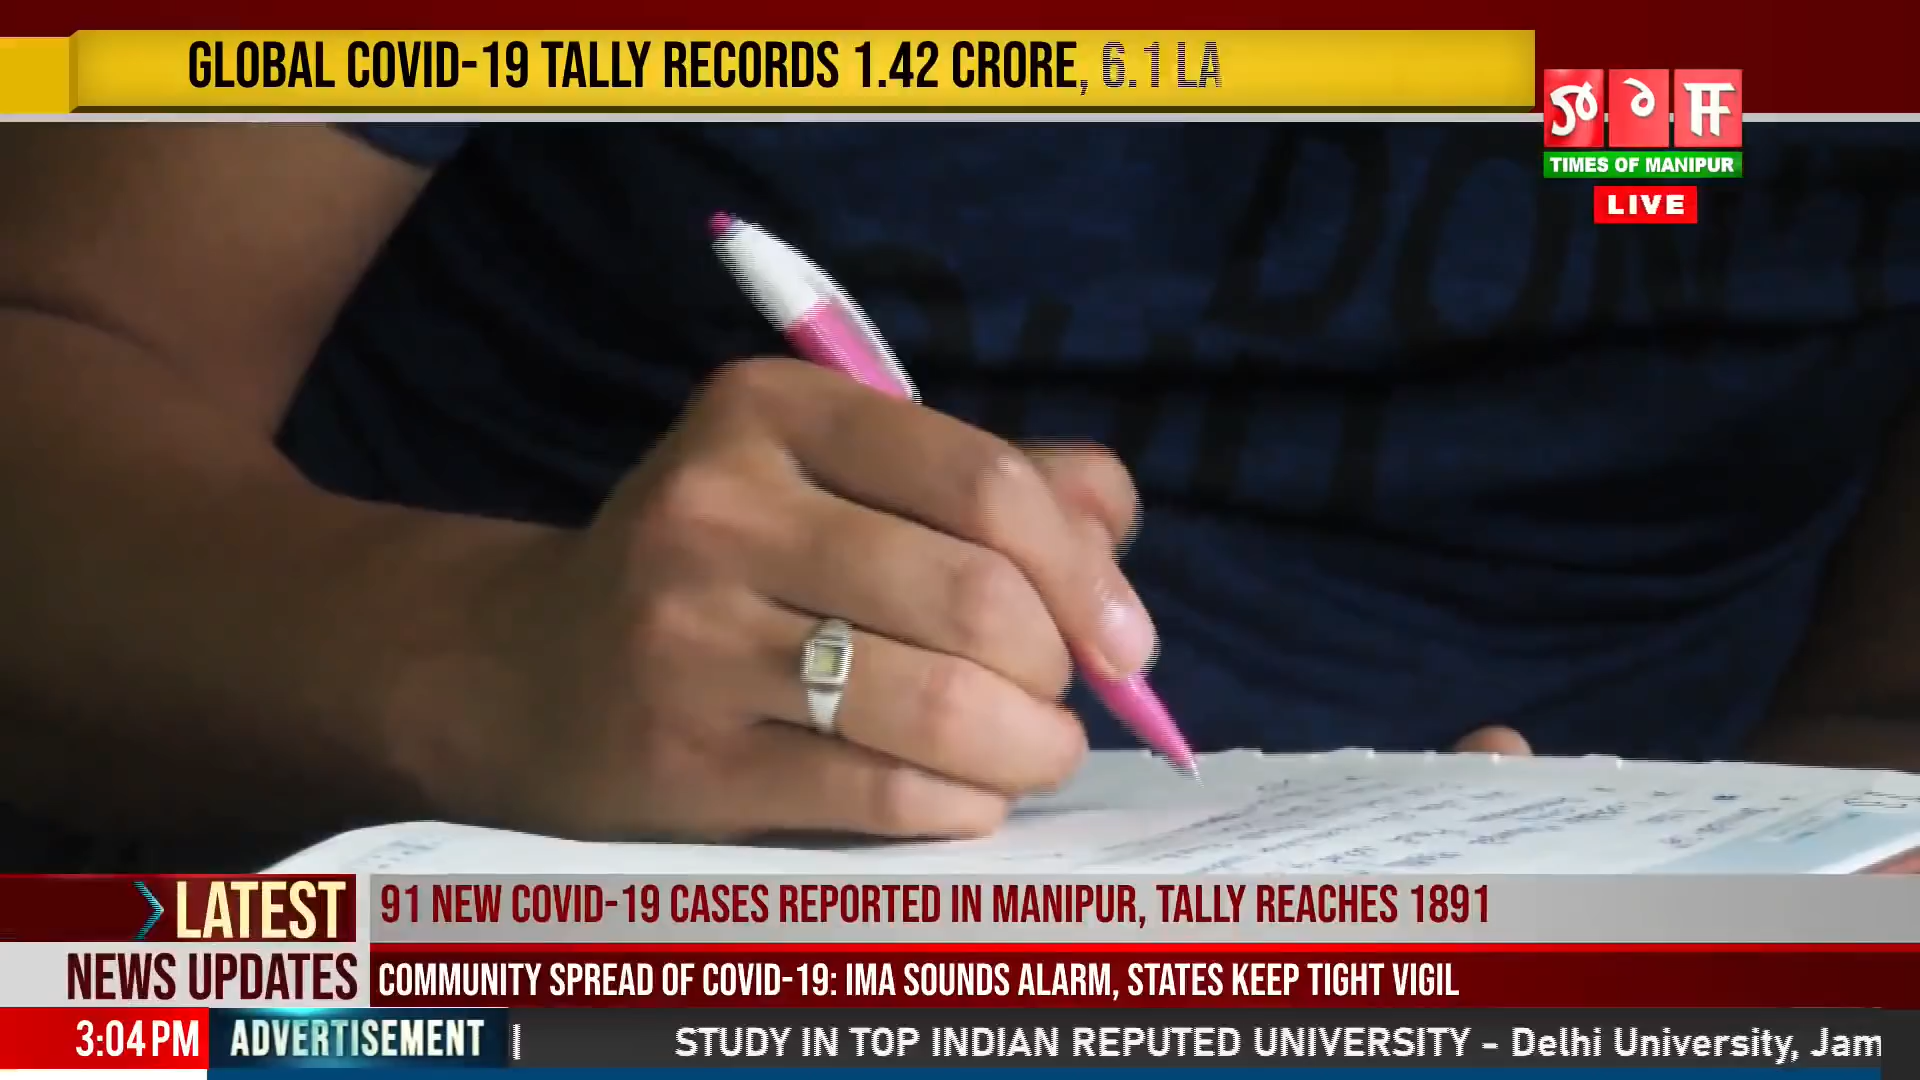 GLOBAL COVID-19 TALLY RECORDS 1.42 CRORE, 6.1 LA
TIMES OF MANIPUR
LIVE
LATEST
NEWS UPDATES
91 NEW COVID-19 CASES REPORTED IN MANIPUR, TALLY REACHES 1891
COMMUNITY SPREAD OF COVID-19: IMA SOUNDS ALARM, STATES KEEP TIGHT VIGIL
3:04 PM
ADVERTISEMENT
STUDY IN TOP INDIAN REPUTED UNIVERSITY – Delhi University, Jam